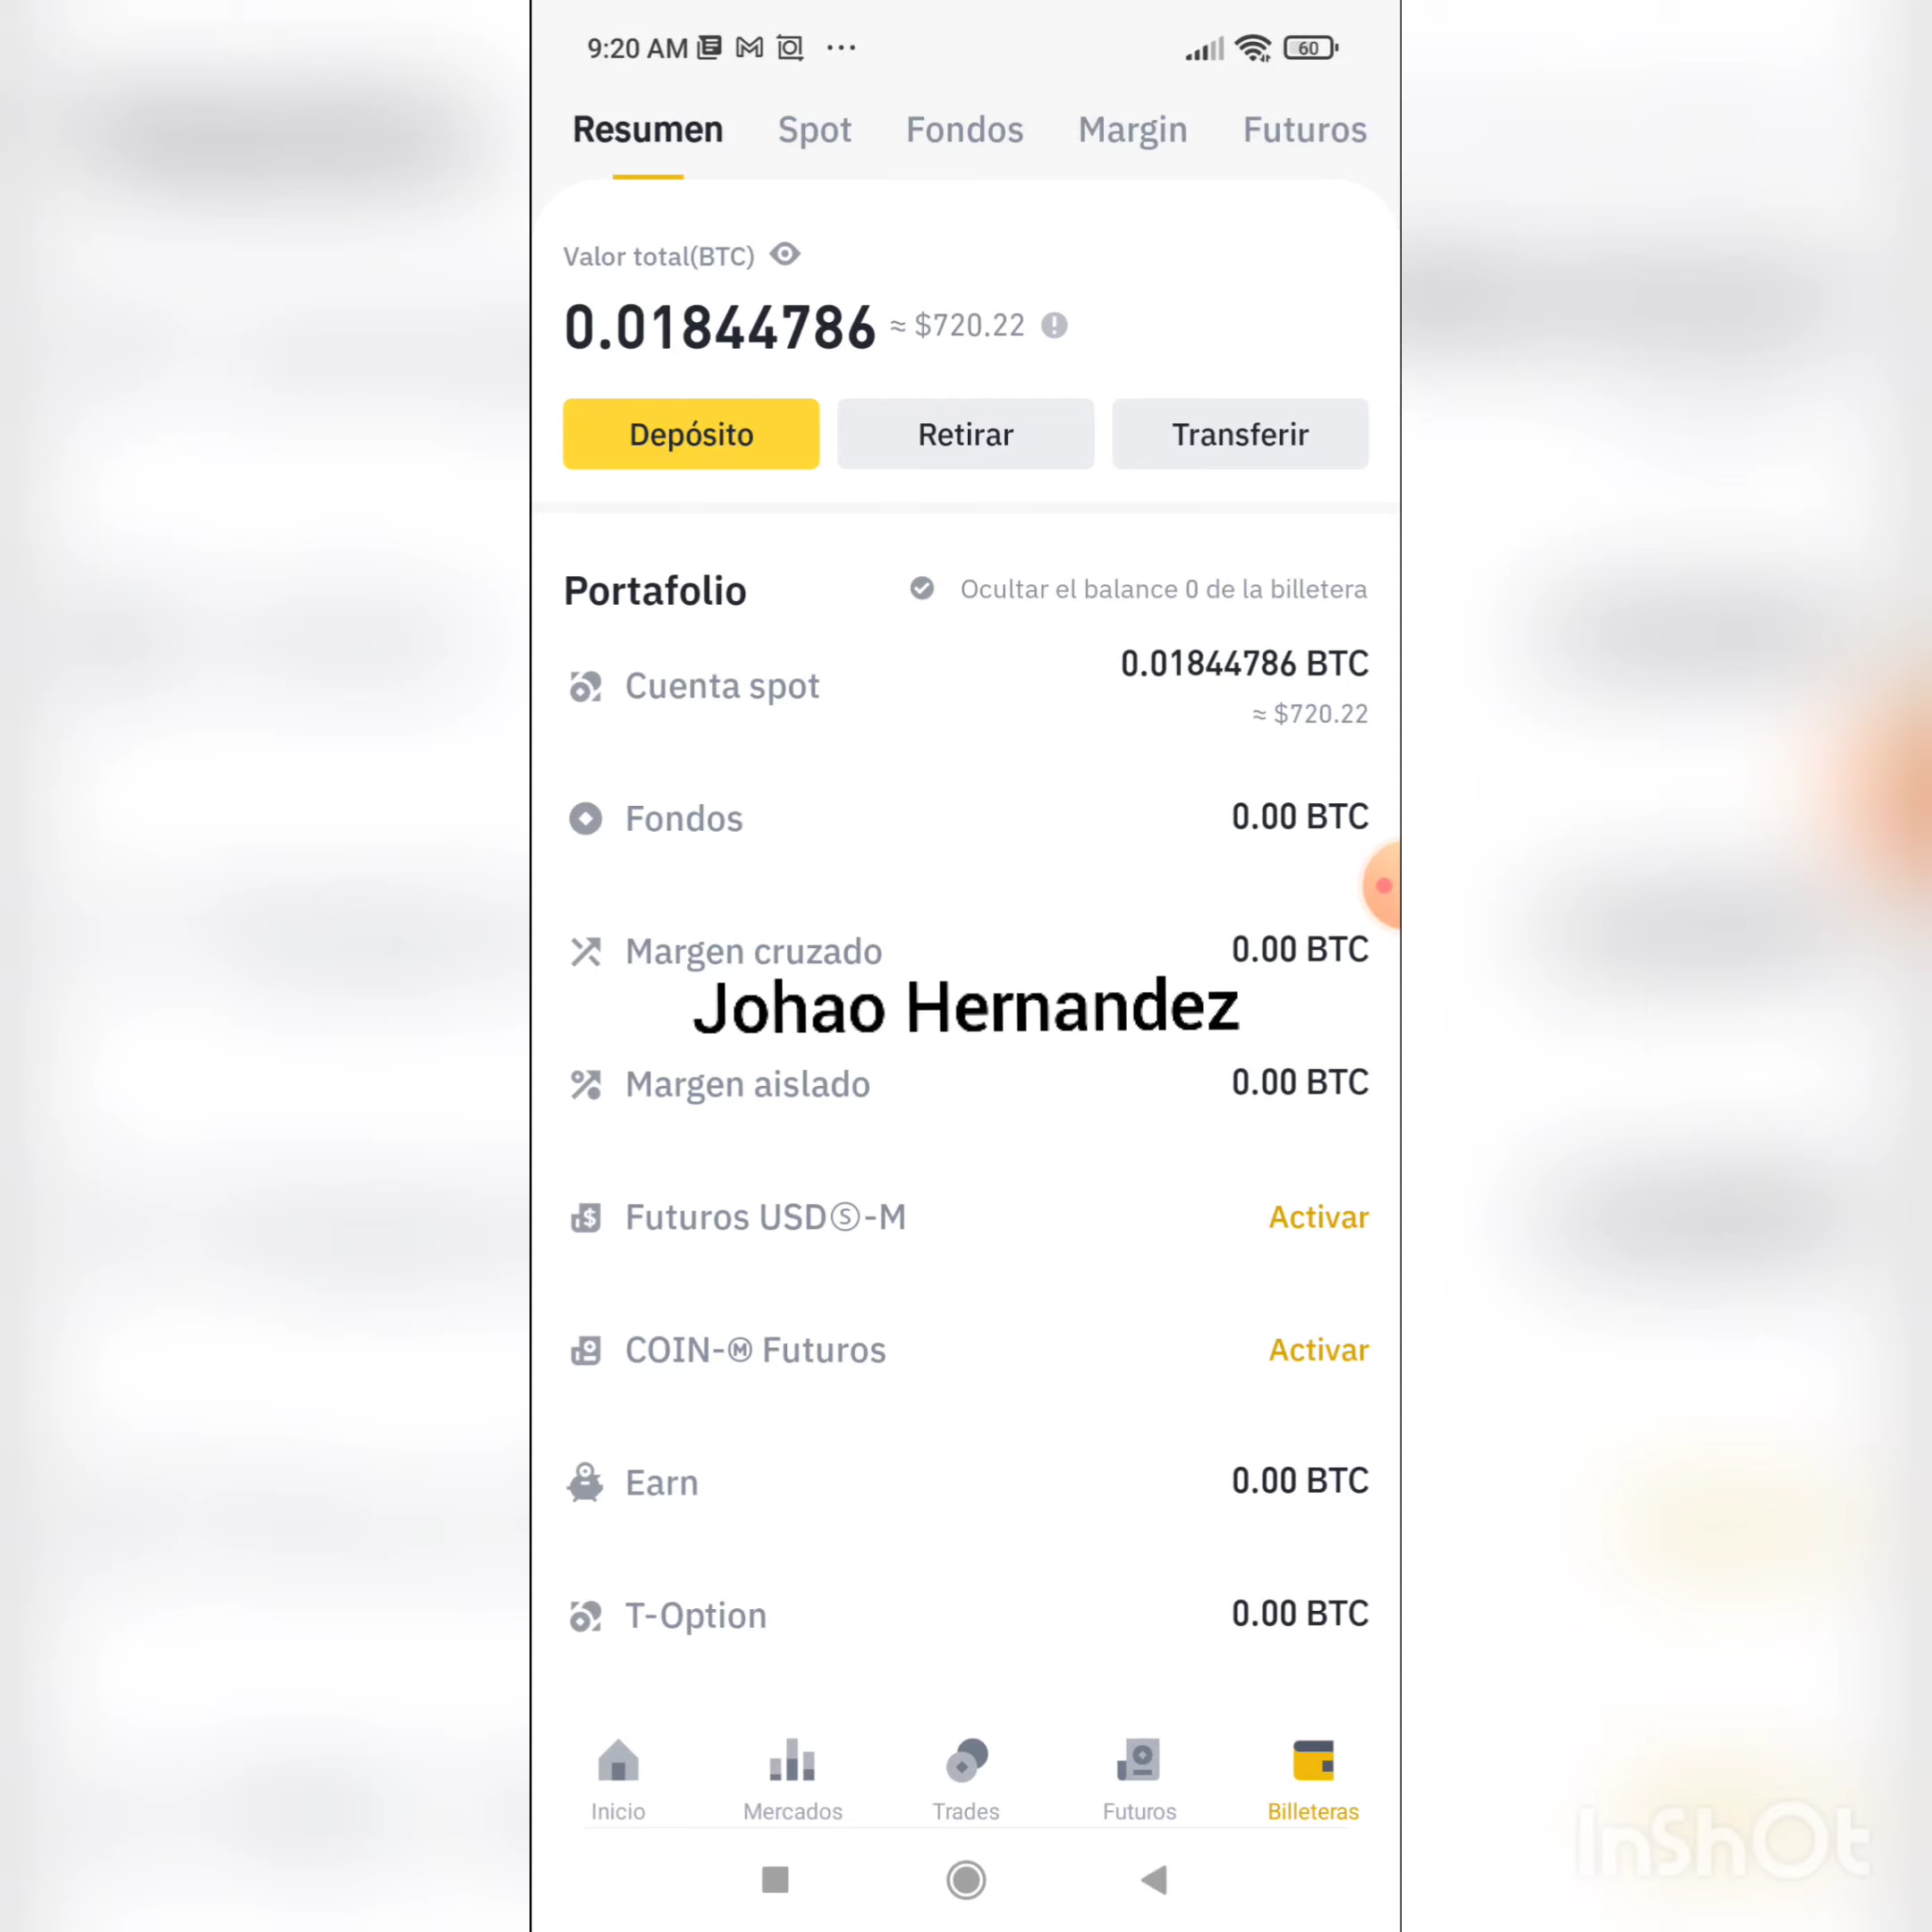 9:20 AM
60
Resumen Spot Fondos Margin Futuros
Valor total(BTC)
0.01844786 ≈ $720.22
Depósito Retirar Transferir
Portafolio Ocultar el balance 0 de la billetera
Cuenta spot 0.01844786 BTC
≈ $720.22
Fondos 0.00 BTC
Margen cruzado 0.00 BTC
Johao Hernandez
Margen aislado 0.00 BTC
Futuros USDⓈ-M Activar
COIN-Ⓜ Futuros Activar
Earn 0.00 BTC
T-Option 0.00 BTC
Inicio Mercados Trades Futuros Billeteras
InShOt